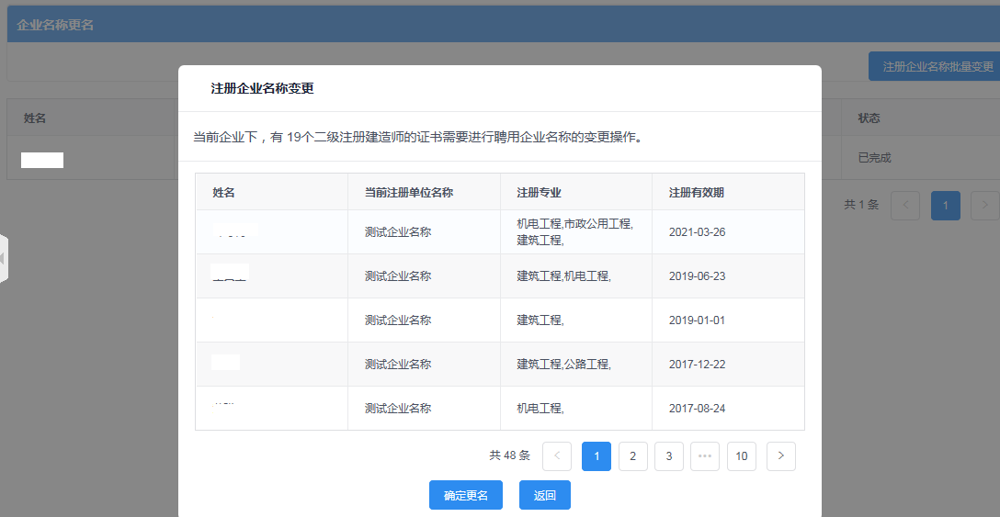 企业名称更名
注册企业名称批量变更
注册企业名称变更
姓名
状态
当前企业下，有 19个二级注册建造师的证书需要进行聘用企业名称的变更操作。
已完成
姓名 当前注册单位名称 注册专业 注册有效期
共 1 条 < 1 >
测试企业名称 机电工程,市政公用工程,
建筑工程, 2021-03-26
测试企业名称 建筑工程,机电工程, 2019-06-23
测试企业名称 建筑工程, 2019-01-01
测试企业名称 建筑工程,公路工程, 2017-12-22
测试企业名称 机电工程, 2017-08-24
共 48 条 < 1 2 3 ••• 10 >
确定更名 返回